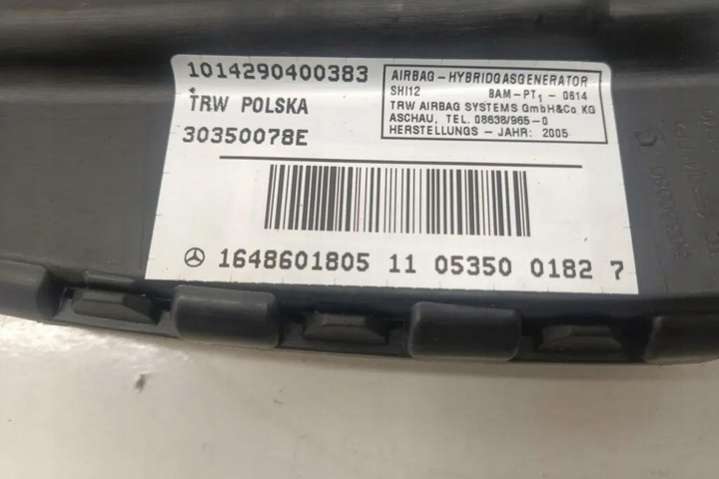 1014290400383
TRW POLSKA
30350078E
AIRBAG - HYBRIDGASGENERATOR
SHI12 BAM-PT1 - 0614
TRW AIRBAG SYSTEMS GmbH&Co KG
ASCHAU, TEL. 08638/965-0
HERSTELLUNGS - JAHR: 2005
1648601805 11 05350 0182 7